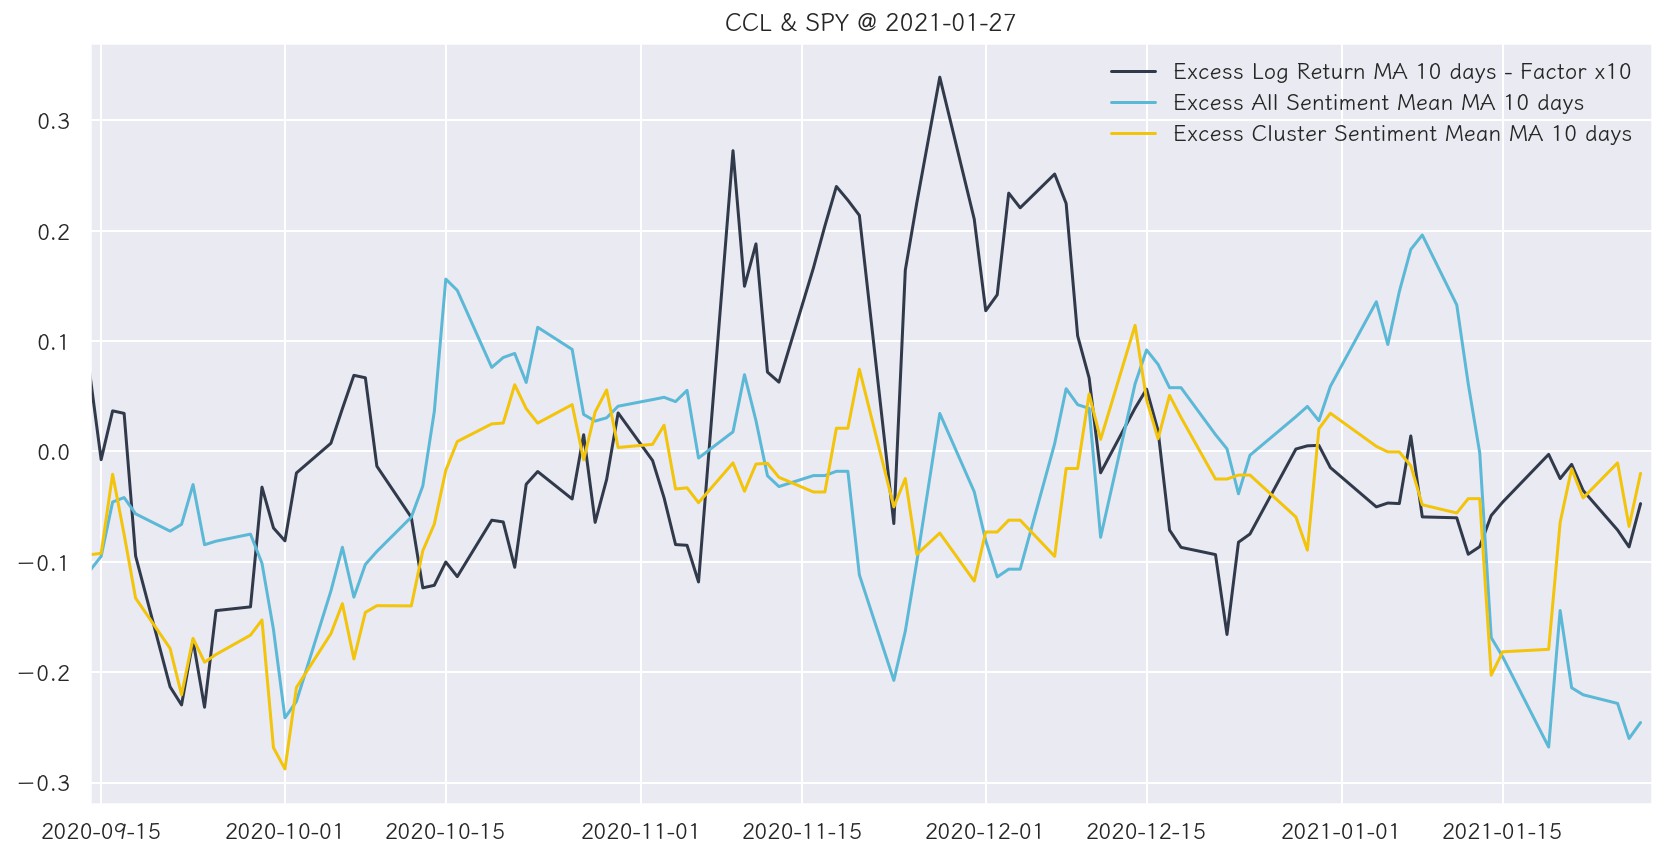 CCL & SPY @ 2021-01-27
Excess Log Return MA 10 days - Factor x10
Excess All Sentiment Mean MA 10 days
Excess Cluster Sentiment Mean MA 10 days
0.3
0.2
0.1
0.0
−0.1
−0.2
−0.3
2020-09-15 2020-10-01 2020-10-15 2020-11-01 2020-11-15 2020-12-01 2020-12-15 2021-01-01 2021-01-15